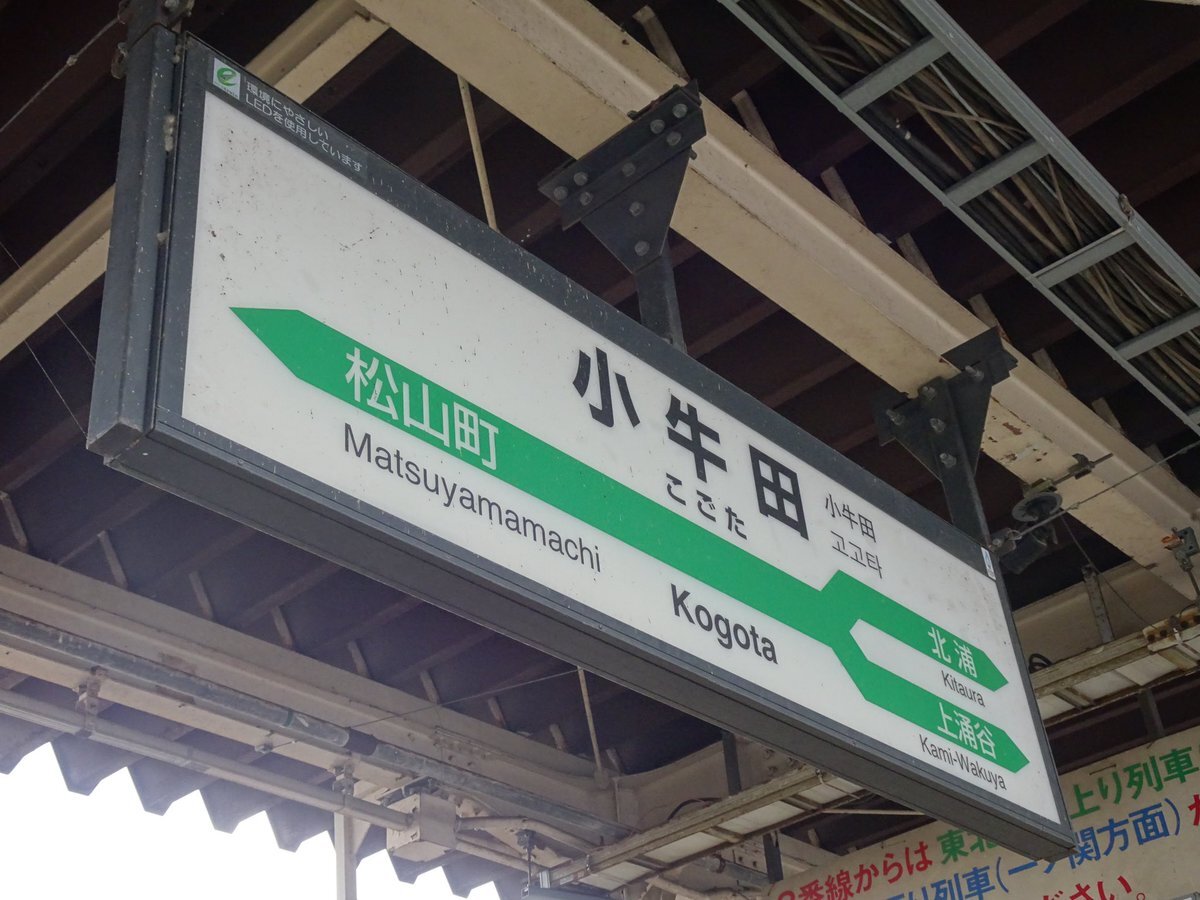 環境にやさしい
LEDを使用しています
小牛田
こごた
小牛田
고고타
松山町
Matsuyamamachi
Kogota
北浦
Kitaura
上涌谷
Kami-Wakuya
上り列車
番線からは 東北
り列車(一ノ関方面)
ださい。